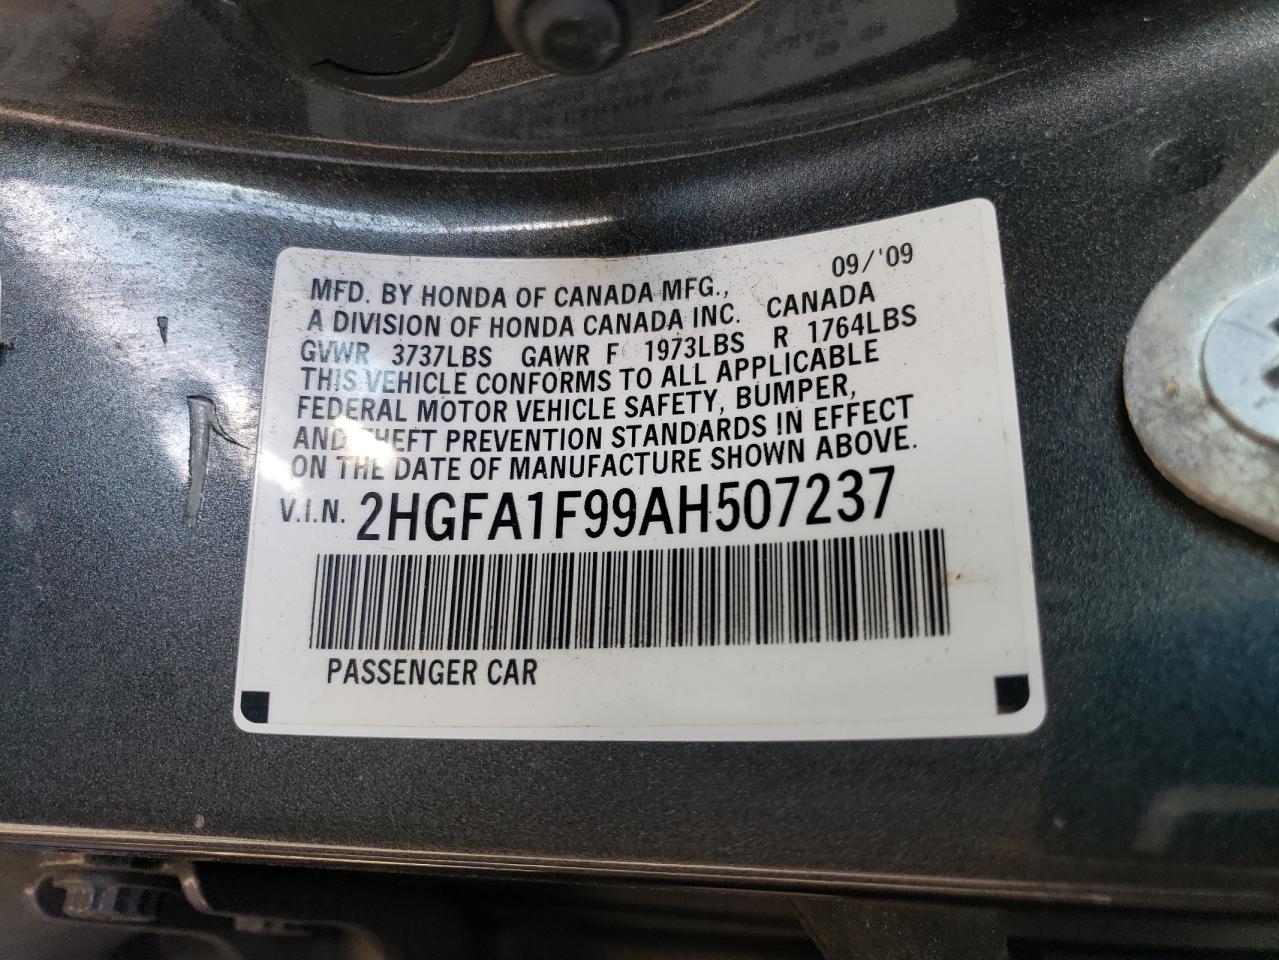 09/'09
MFD. BY HONDA OF CANADA MFG.,
A DIVISION OF HONDA CANADA INC. CANADA
GVWR 3737LBS GAWR F 1973LBS R 1764LBS
THIS VEHICLE CONFORMS TO ALL APPLICABLE
FEDERAL MOTOR VEHICLE SAFETY, BUMPER,
AND THEFT PREVENTION STANDARDS IN EFFECT
ON THE DATE OF MANUFACTURE SHOWN ABOVE.
V.I.N. 2HGFA1F99AH507237
PASSENGER CAR